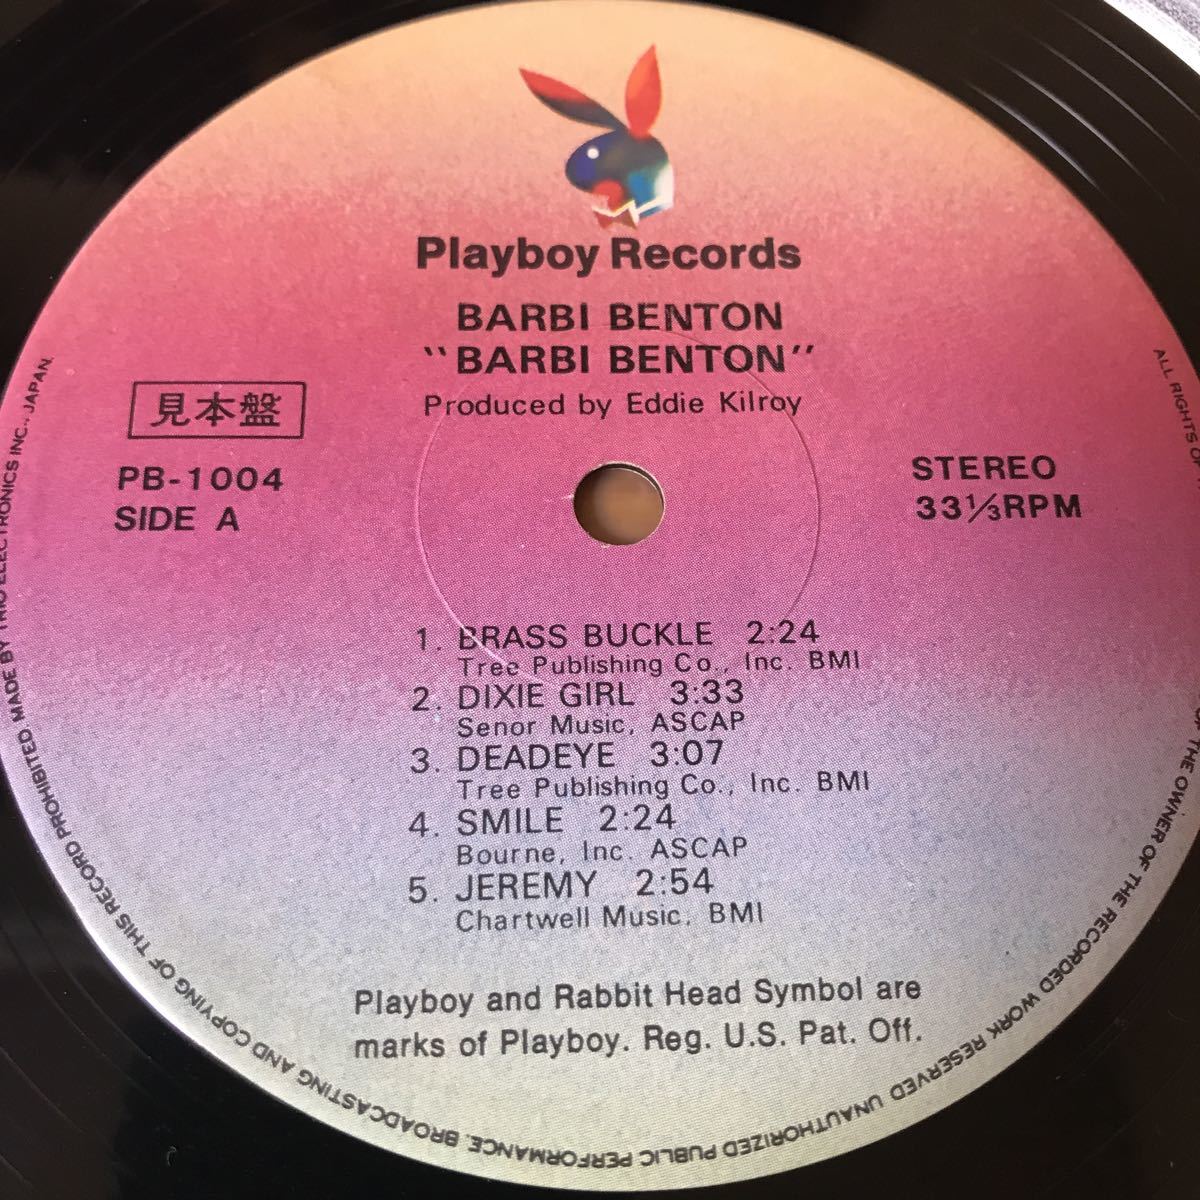 Playboy Records
BARBI BENTON
"BARBI BENTON"
Produced by Eddie Kilroy
見本盤
PB-1004
SIDE A
STEREO
33⅓RPM
1. BRASS BUCKLE 2:24
Tree Publishing Co., Inc. BMI
2. DIXIE GIRL 3:33
Senor Music, ASCAP
3. DEADEYE 3:07
Tree Publishing Co., Inc. BMI
4. SMILE 2:24
Bourne, Inc. ASCAP
5. JEREMY 2:54
Chartwell Music, BMI
Playboy and Rabbit Head Symbol are
marks of Playboy. Reg. U.S. Pat. Off.
ALL RIGHTS OF OF THE OWNER OF THE RECORDED WORK RESERVED UNAUTHORIZED PUBLIC PERFORMANCE. BROADCASTING AND COPYING OF THIS RECORD PROHIBITED MADE BY TRIO ELECTRONICS INC., JAPAN.